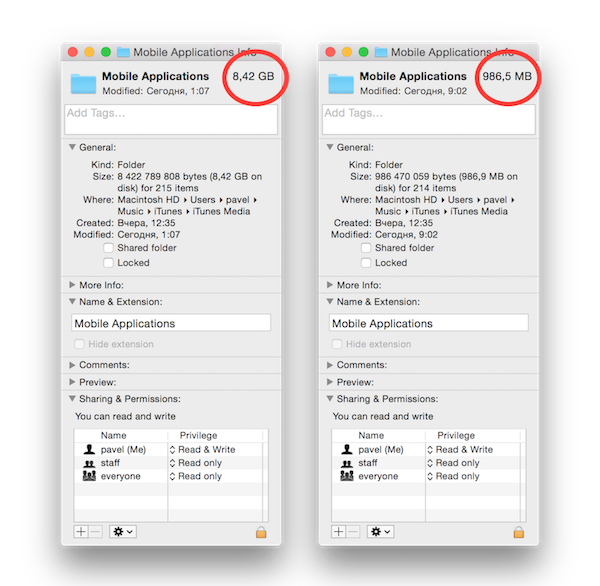 Mobile Applications Info
Mobile Applications 8,42 GB
Modified: Сегодня, 1:07
Add Tags…
General:
Kind: Folder
Size: 8 422 789 808 bytes (8,42 GB on
disk) for 215 items
Where: Macintosh HD ▸ Users ▸ pavel ▸
Music ▸ iTunes ▸ iTunes Media
Created: Вчера, 12:35
Modified: Сегодня, 1:07
Shared folder
Locked
More Info:
Name & Extension:
Mobile Applications
Hide extension
Comments:
Preview:
Sharing & Permissions:
You can read and write
Name Privilege
pavel (Me) Read & Write
staff Read only
everyone Read only
Mobile Applications Info
Mobile Applications 986,5 MB
Modified: Сегодня, 9:02
Add Tags…
General:
Kind: Folder
Size: 986 470 059 bytes (986,9 MB on
disk) for 214 items
Where: Macintosh HD ▸ Users ▸ pavel ▸
Music ▸ iTunes ▸ iTunes Media
Created: Вчера, 12:35
Modified: Сегодня, 9:02
Shared folder
Locked
More Info:
Name & Extension:
Mobile Applications
Hide extension
Comments:
Preview:
Sharing & Permissions:
You can read and write
Name Privilege
pavel (Me) Read & Write
staff Read only
everyone Read only